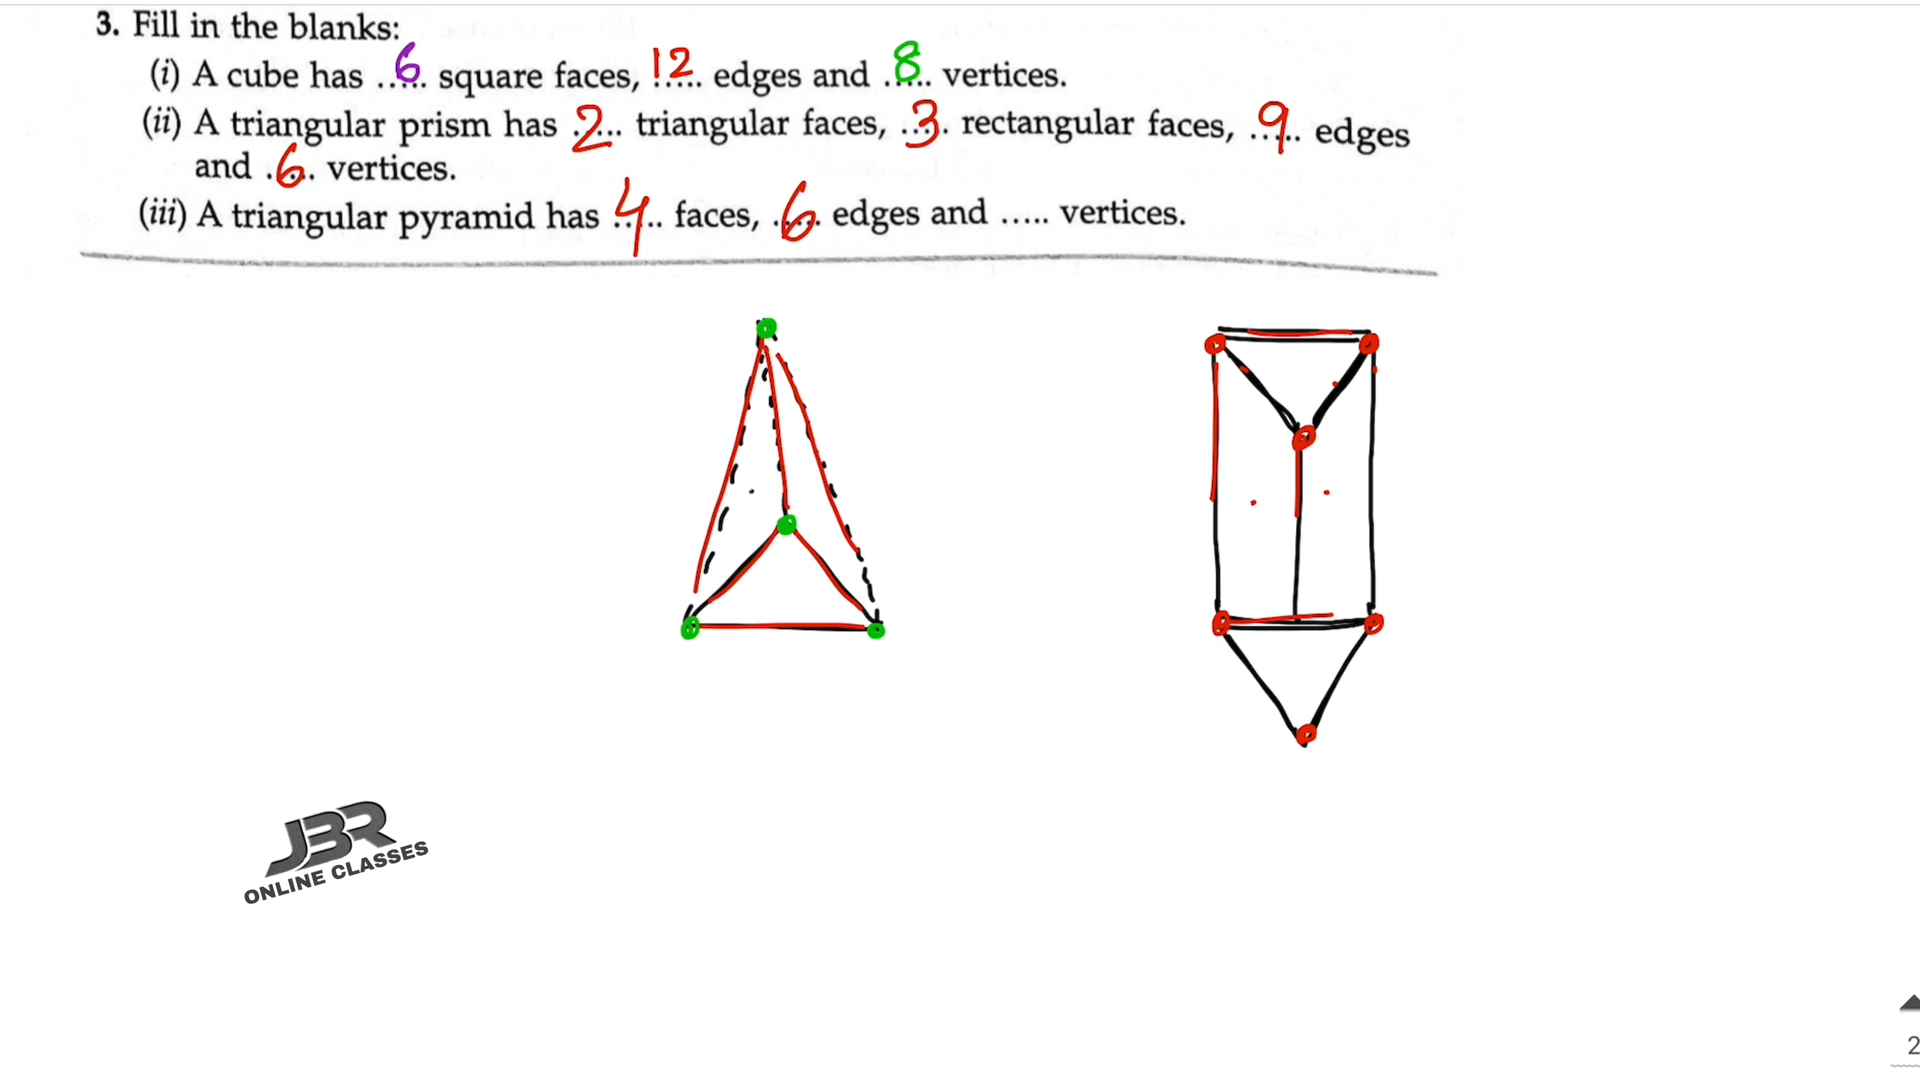 3. Fill in the blanks:
(i) A cube has ..6.. square faces, 12..... edges and ..8.. vertices.
(ii) A triangular prism has .2... triangular faces, ..3. rectangular faces, ..9.. edges
and .6.. vertices.
(iii) A triangular pyramid has 4.. faces, .6. edges and ..... vertices.
JBR
ONLINE CLASSES
2